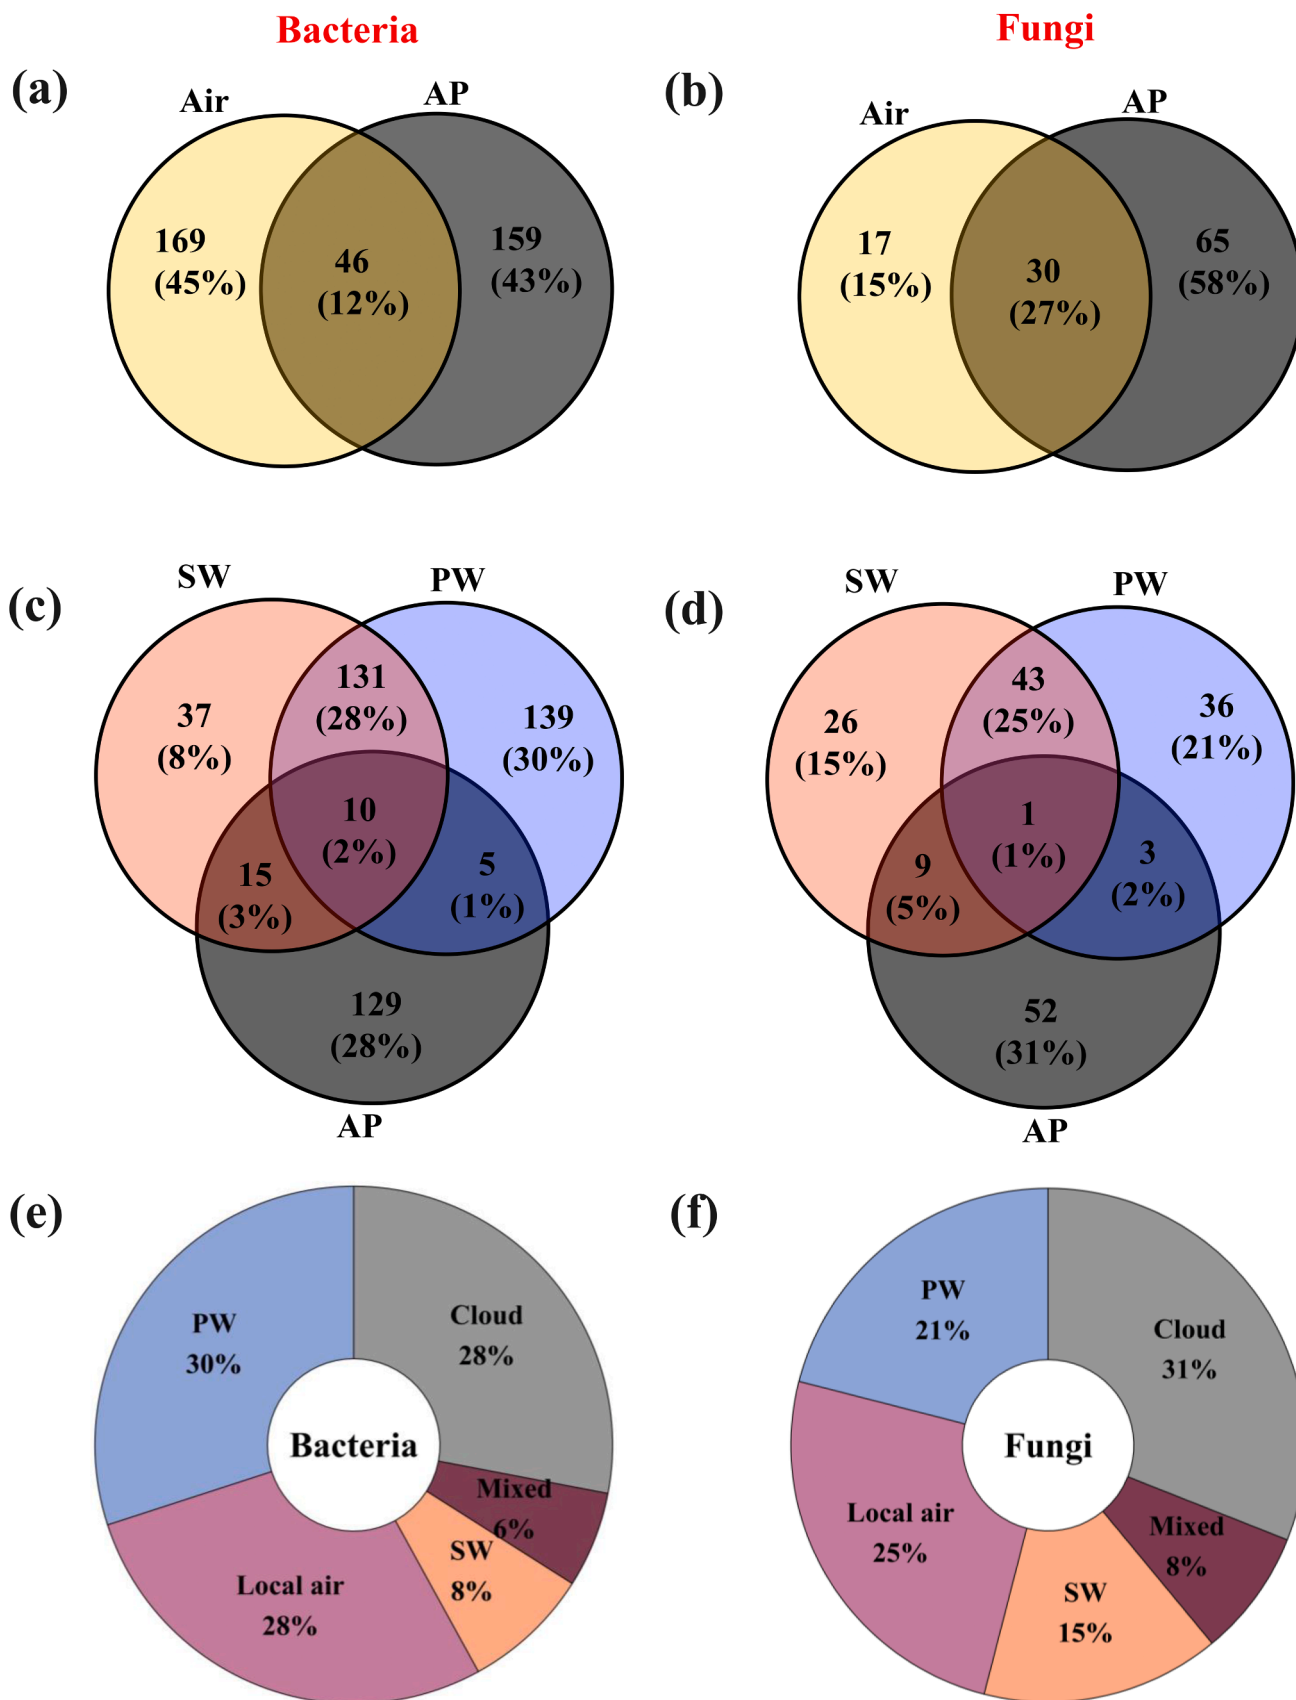 Bacteria
Fungi
(a)
Air
AP
169
(45%)
46
(12%)
159
(43%)
(b)
Air
AP
17
(15%)
30
(27%)
65
(58%)
(c)
SW
PW
37
(8%)
131
(28%)
139
(30%)
10
(2%)
15
(3%)
5
(1%)
129
(28%)
AP
(d)
SW
PW
26
(15%)
43
(25%)
36
(21%)
1
(1%)
9
(5%)
3
(2%)
52
(31%)
AP
(e)
PW
30%
Cloud
28%
Bacteria
Mixed
6%
SW
8%
Local air
28%
(f)
PW
21%
Cloud
31%
Fungi
Local air
25%
Mixed
8%
SW
15%